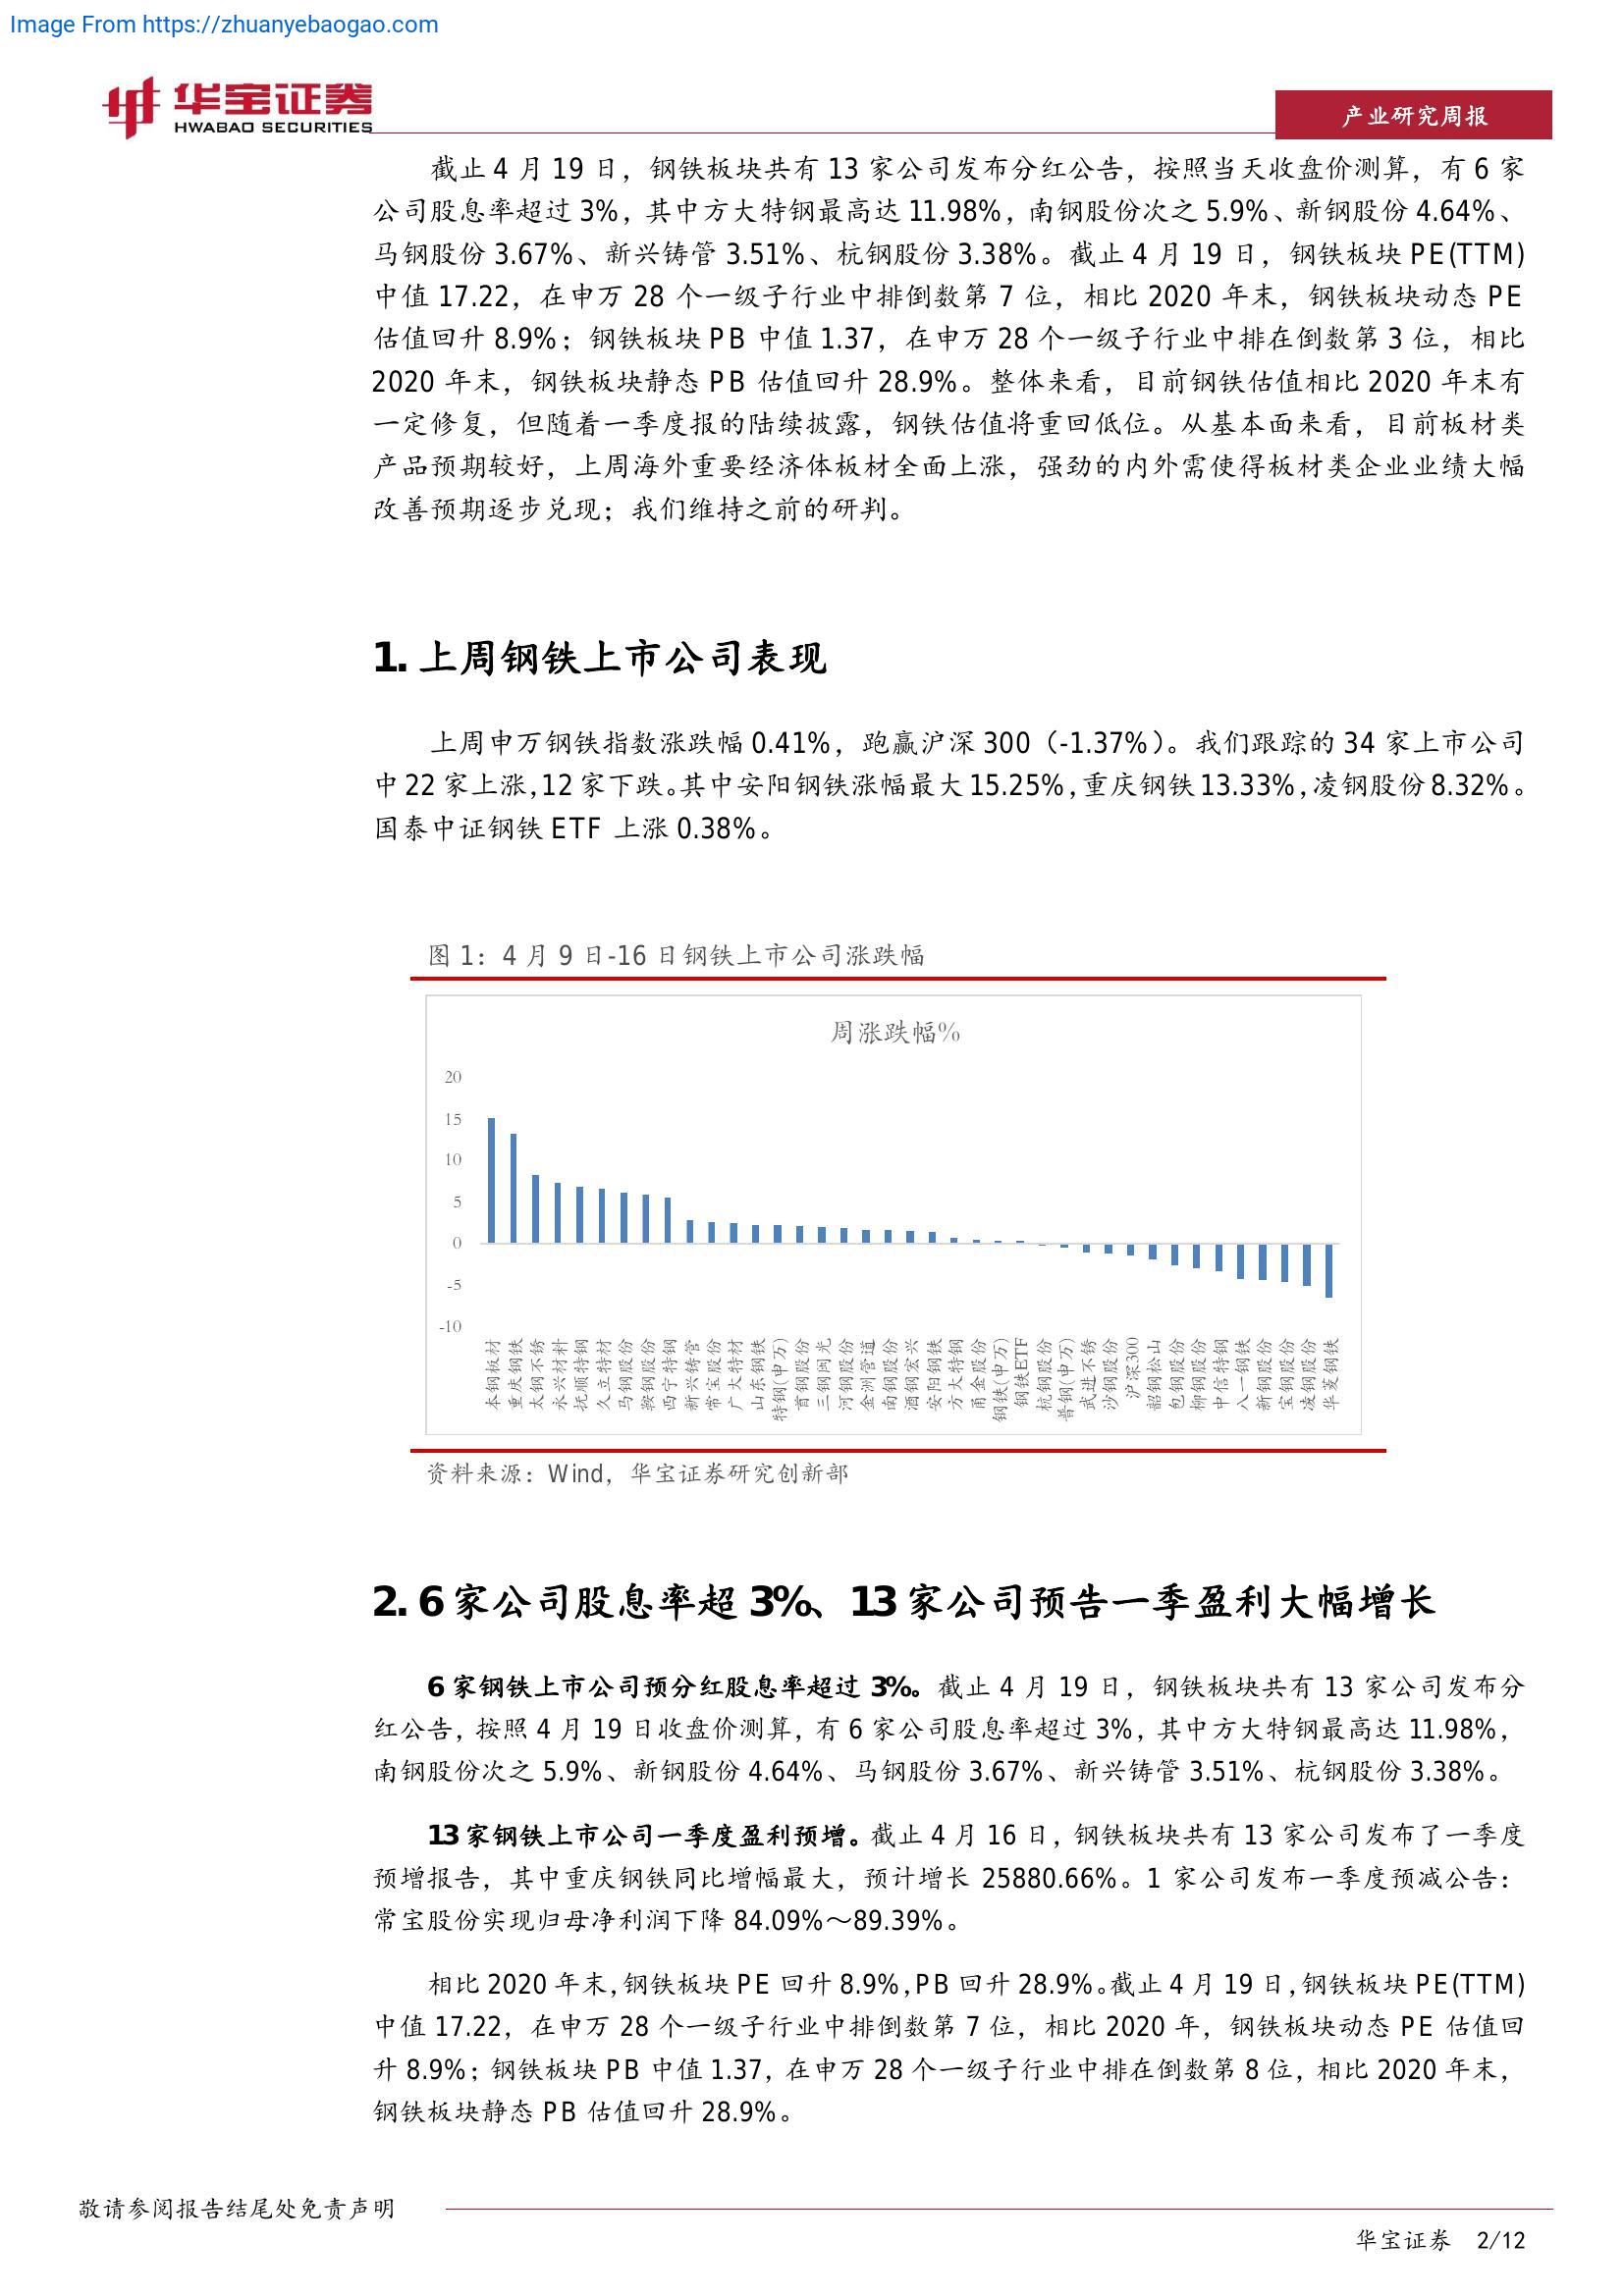 Image From https://zhuanyebaogao.com
华宝证券
HWABAO SECURITIES
产业研究周报
截止 4 月 19 日，钢铁板块共有 13 家公司发布分红公告，按照当天收盘价测算，有 6 家
公司股息率超过 3%，其中方大特钢最高达 11.98%，南钢股份次之 5.9%、新钢股份 4.64%、
马钢股份 3.67%、新兴铸管 3.51%、杭钢股份 3.38%。截止 4 月 19 日，钢铁板块 PE(TTM)
中值 17.22，在申万 28 个一级子行业中排倒数第 7 位，相比 2020 年末，钢铁板块动态 PE
估值回升 8.9%；钢铁板块 PB 中值 1.37，在申万 28 个一级子行业中排在倒数第 3 位，相比
2020 年末，钢铁板块静态 PB 估值回升 28.9%。整体来看，目前钢铁估值相比 2020 年末有
一定修复，但随着一季度报的陆续披露，钢铁估值将重回低位。从基本面来看，目前板材类
产品预期较好，上周海外重要经济体板材全面上涨，强劲的内外需使得板材类企业业绩大幅
改善预期逐步兑现；我们维持之前的研判。
1. 上周钢铁上市公司表现
上周申万钢铁指数涨跌幅 0.41%，跑赢沪深 300（-1.37%）。我们跟踪的 34 家上市公司
中 22 家上涨，12 家下跌。其中安阳钢铁涨幅最大 15.25%，重庆钢铁 13.33%，凌钢股份 8.32%。
国泰中证钢铁 ETF 上涨 0.38%。
图 1：4 月 9 日-16 日钢铁上市公司涨跌幅
周涨跌幅%
20
15
10
5
0
-5
-10
本钢板材
重庆钢铁
太钢不锈
永兴材料
抚顺特钢
久立特材
马钢股份
鞍钢股份
西宁特钢
新兴铸管
常宝股份
广大特材
山东钢铁
特钢(申万)
首钢股份
三钢闽光
河钢股份
金洲管道
南钢股份
酒钢宏兴
安阳钢铁
方大特钢
甬金股份
钢铁(申万)
钢铁ETF
杭钢股份
普钢(申万)
武进不锈
沙钢股份
沪深300
韶钢松山
包钢股份
柳钢股份
中信特钢
八一钢铁
新钢股份
宝钢股份
凌钢股份
华菱钢铁
资料来源：Wind，华宝证券研究创新部
2. 6 家公司股息率超 3%、13 家公司预告一季盈利大幅增长
6 家钢铁上市公司预分红股息率超过 3%。截止 4 月 19 日，钢铁板块共有 13 家公司发布分
红公告，按照 4 月 19 日收盘价测算，有 6 家公司股息率超过 3%，其中方大特钢最高达 11.98%，
南钢股份次之 5.9%、新钢股份 4.64%、马钢股份 3.67%、新兴铸管 3.51%、杭钢股份 3.38%。
13 家钢铁上市公司一季度盈利预增。截止 4 月 16 日，钢铁板块共有 13 家公司发布了一季度
预增报告，其中重庆钢铁同比增幅最大，预计增长 25880.66%。1 家公司发布一季度预减公告：
常宝股份实现归母净利润下降 84.09%～89.39%。
相比 2020 年末，钢铁板块 PE 回升 8.9%，PB 回升 28.9%。截止 4 月 19 日，钢铁板块 PE(TTM)
中值 17.22，在申万 28 个一级子行业中排倒数第 7 位，相比 2020 年，钢铁板块动态 PE 估值回
升 8.9%；钢铁板块 PB 中值 1.37，在申万 28 个一级子行业中排在倒数第 8 位，相比 2020 年末，
钢铁板块静态 PB 估值回升 28.9%。
敬请参阅报告结尾处免责声明
华宝证券 2/12